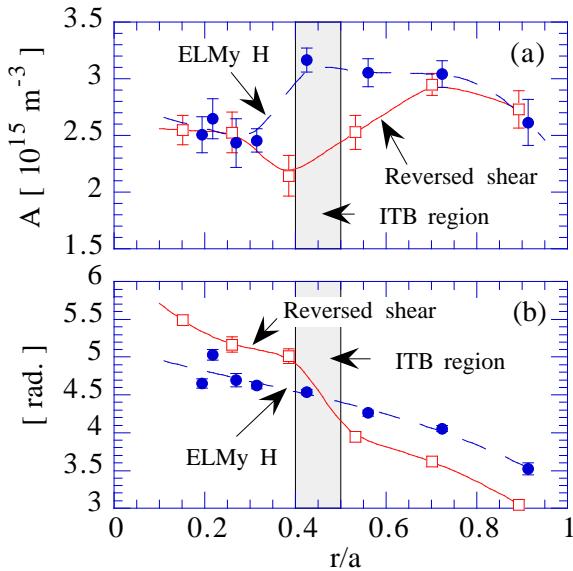 3.5
3
2.5
2
1.5
A [ 10^15 m^-3 ]
ELMy H
(a)
Reversed shear
ITB region
6
5.5
5
4.5
4
3.5
3
[ rad. ]
Reversed shear
(b)
ITB region
ELMy H
0 0.2 0.4 0.6 0.8 1
r/a